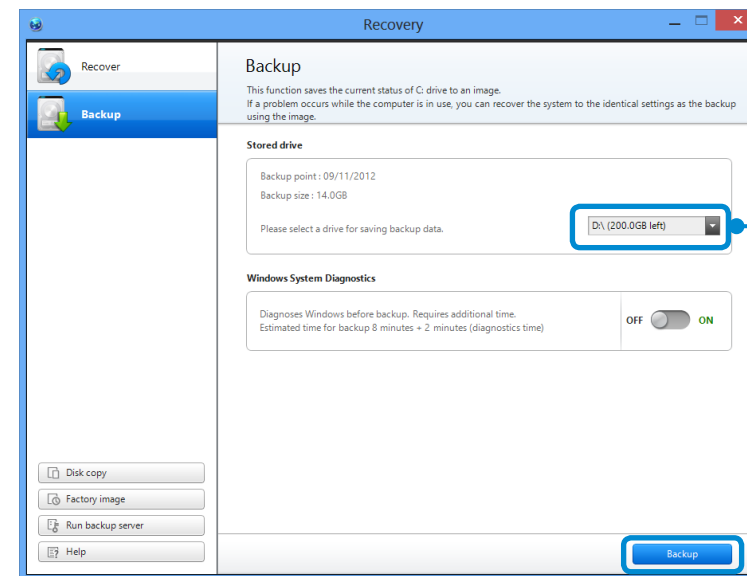 Recovery
Recover
Backup
Backup
This function saves the current status of C: drive to an image.
If a problem occurs while the computer is in use, you can recover the system to the identical settings as the backup
using the image.
Stored drive
Backup point : 09/11/2012
Backup size : 14.0GB
Please select a drive for saving backup data.
D:\ (200.0GB left)
Windows System Diagnostics
Diagnoses Windows before backup. Requires additional time.
Estimated time for backup 8 minutes + 2 minutes (diagnostics time)
OFF ON
Disk copy
Factory image
Run backup server
Help
Backup